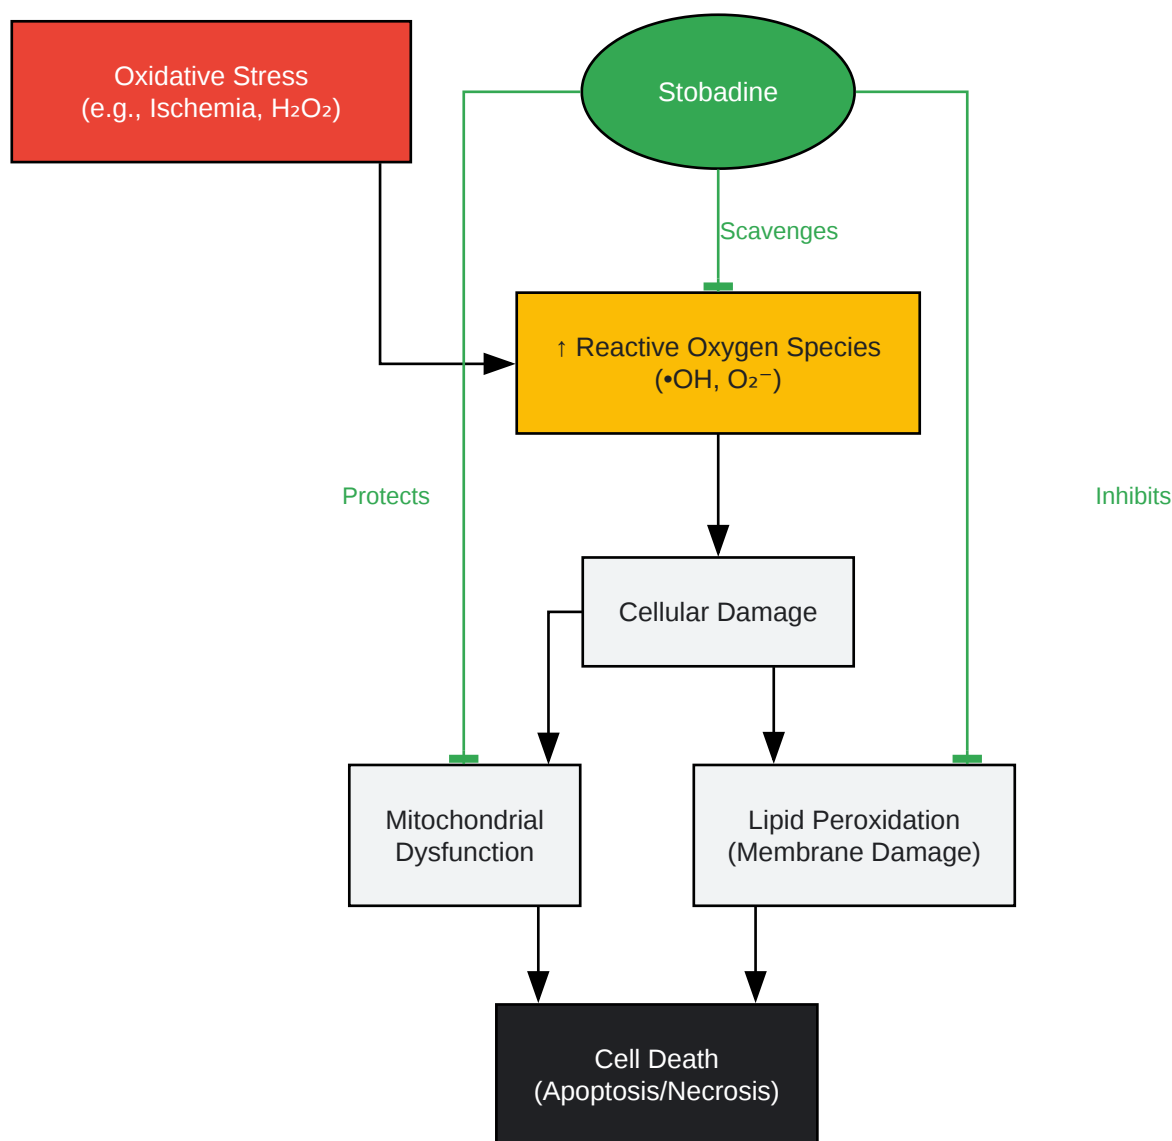 Oxidative Stress
(e.g., Ischemia, H₂O₂)
Stobadine
Scavenges
↑ Reactive Oxygen Species
(•OH, O₂⁻)
Protects
Inhibits
Cellular Damage
Mitochondrial
Dysfunction
Lipid Peroxidation
(Membrane Damage)
Cell Death
(Apoptosis/Necrosis)